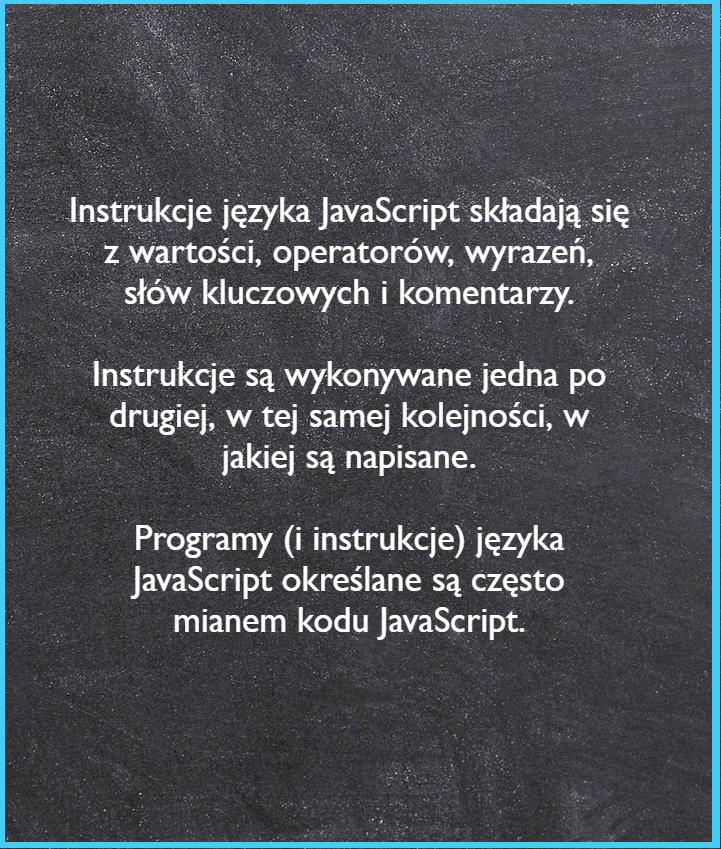 Instrukcje języka JavaScript składają się
z wartości, operatorów, wyrazeń,
słów kluczowych i komentarzy.
Instrukcje są wykonywane jedna po
drugiej, w tej samej kolejności, w
jakiej są napisane.
Programy (i instrukcje) języka
JavaScript określane są często
mianem kodu JavaScript.